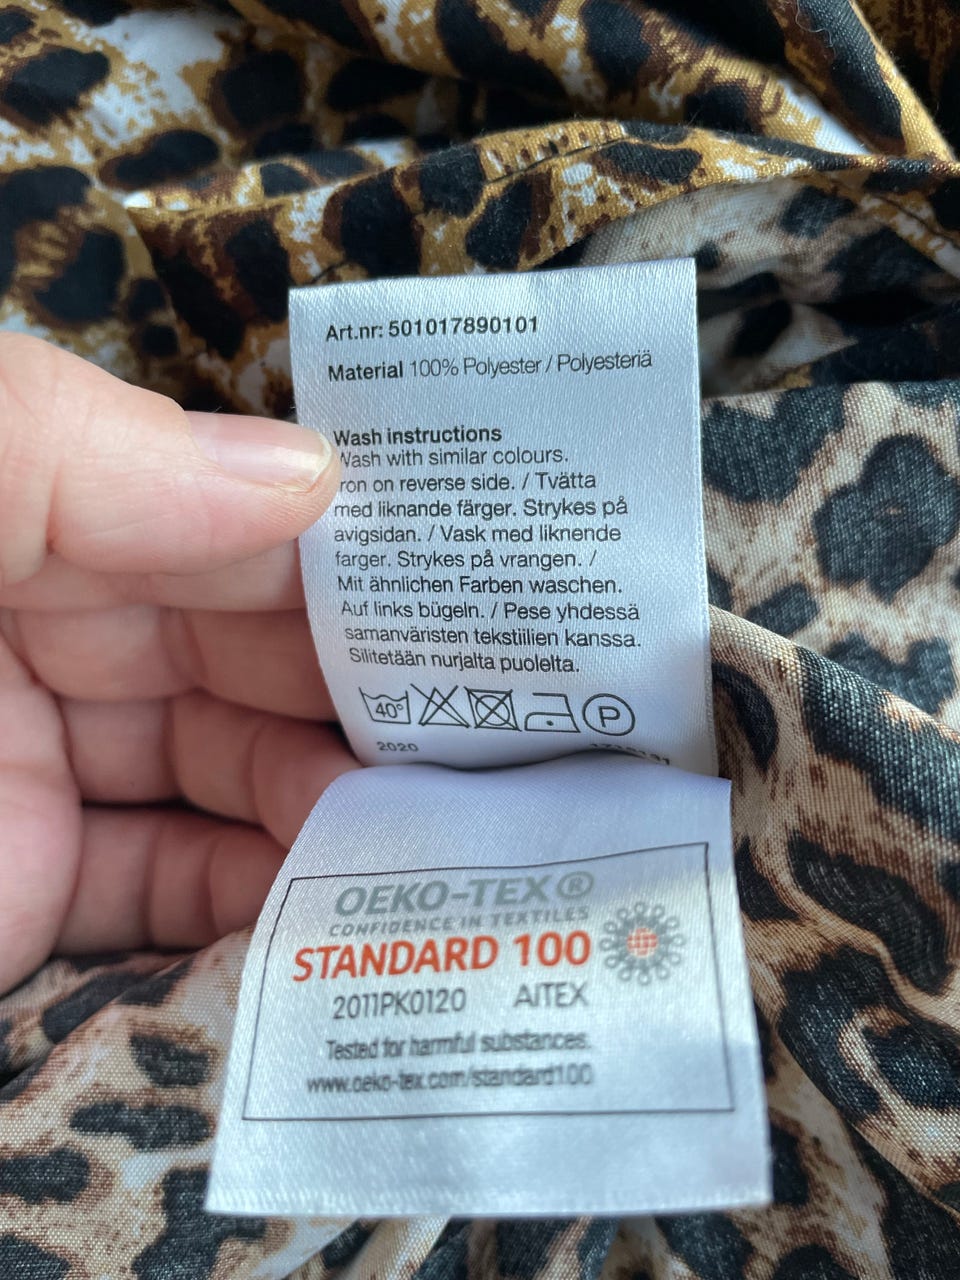 Art.nr: 501017890101
Material 100% Polyester / Polyesteriä
Wash instructions
Wash with similar colours.
Iron on reverse side. / Tvätta
med liknande färger. Strykes på
avigsidan. / Vask med liknende
farger. Strykes på vrangen. /
Mit ähnlichen Farben waschen.
Auf links bügeln. / Pese yhdessä
samanväristen tekstiilien kanssa.
Silitetään nurjalta puolelta.
40° P
2020
OEKO-TEX®
CONFIDENCE IN TEXTILES
STANDARD 100
2011PK0120 AITEX
Tested for harmful substances.
www.oeko-tex.com/standard100